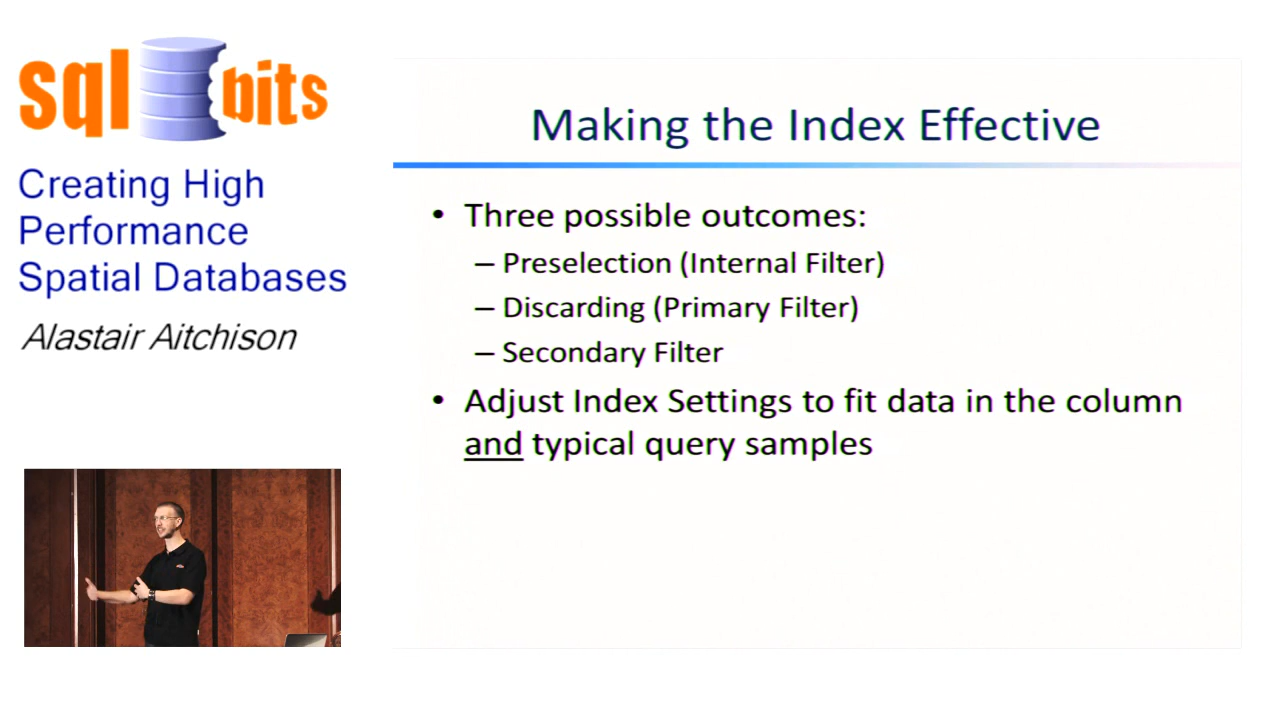 sql bits
Creating High
Performance
Spatial Databases
Alastair Aitchison
Making the Index Effective
• Three possible outcomes:
– Preselection (Internal Filter)
– Discarding (Primary Filter)
– Secondary Filter
• Adjust Index Settings to fit data in the column
and typical query samples